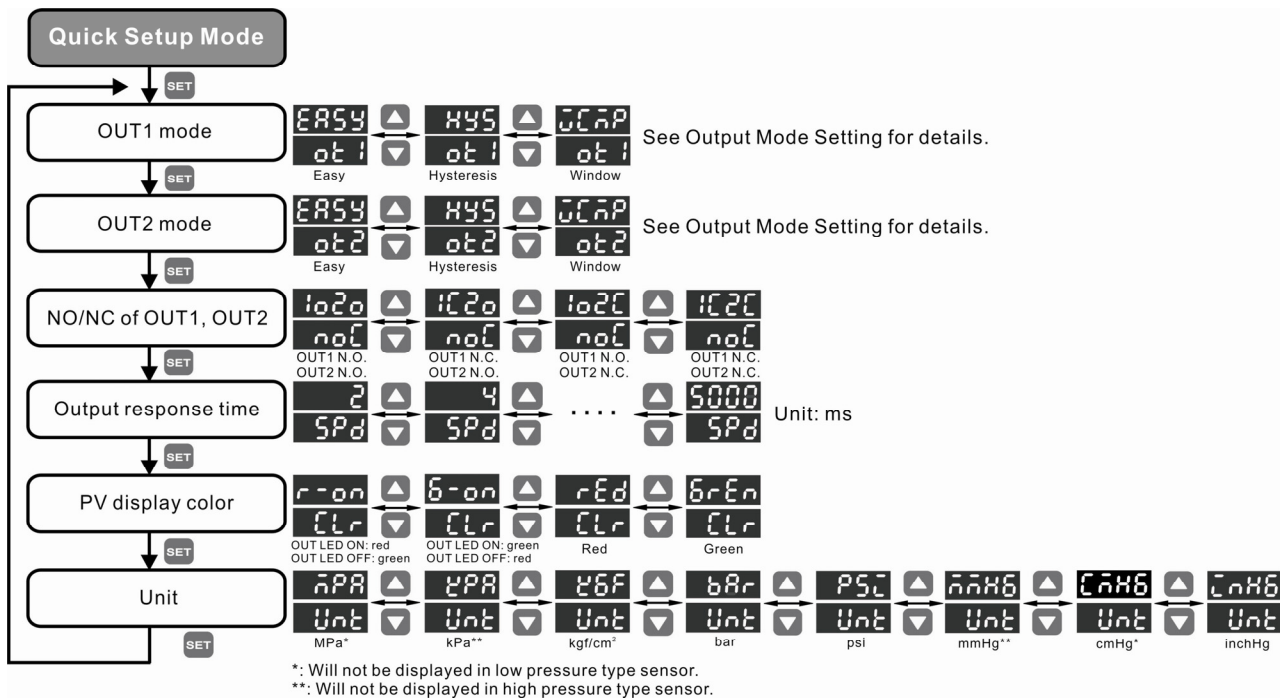 Quick Setup Mode
SET
OUT1 mode
EASY HYS wCmP
ot1 ot1 ot1
Easy Hysteresis Window
See Output Mode Setting for details.
SET
OUT2 mode
EASY HYS wCmP
ot2 ot2 ot2
Easy Hysteresis Window
See Output Mode Setting for details.
SET
NO/NC of OUT1, OUT2
1o2o 1C2o 1o2C 1C2C
noC noC noC noC
OUT1 N.O. OUT1 N.C. OUT1 N.O. OUT1 N.C.
OUT2 N.O. OUT2 N.O. OUT2 N.C. OUT2 N.C.
SET
Output response time
2 4 .... 5000
SPd SPd SPd
Unit: ms
SET
PV display color
r-on G-on rEd GrEn
CLr CLr CLr CLr
OUT LED ON: red OUT LED ON: green Red Green
OUT LED OFF: green OUT LED OFF: red
SET
Unit
mPA kPA kGF bAr PSi mmHG CmHG inHG
Unt Unt Unt Unt Unt Unt Unt Unt
MPa* kPa** kgf/cm² bar psi mmHg** cmHg* inchHg
SET
*: Will not be displayed in low pressure type sensor.
**: Will not be displayed in high pressure type sensor.